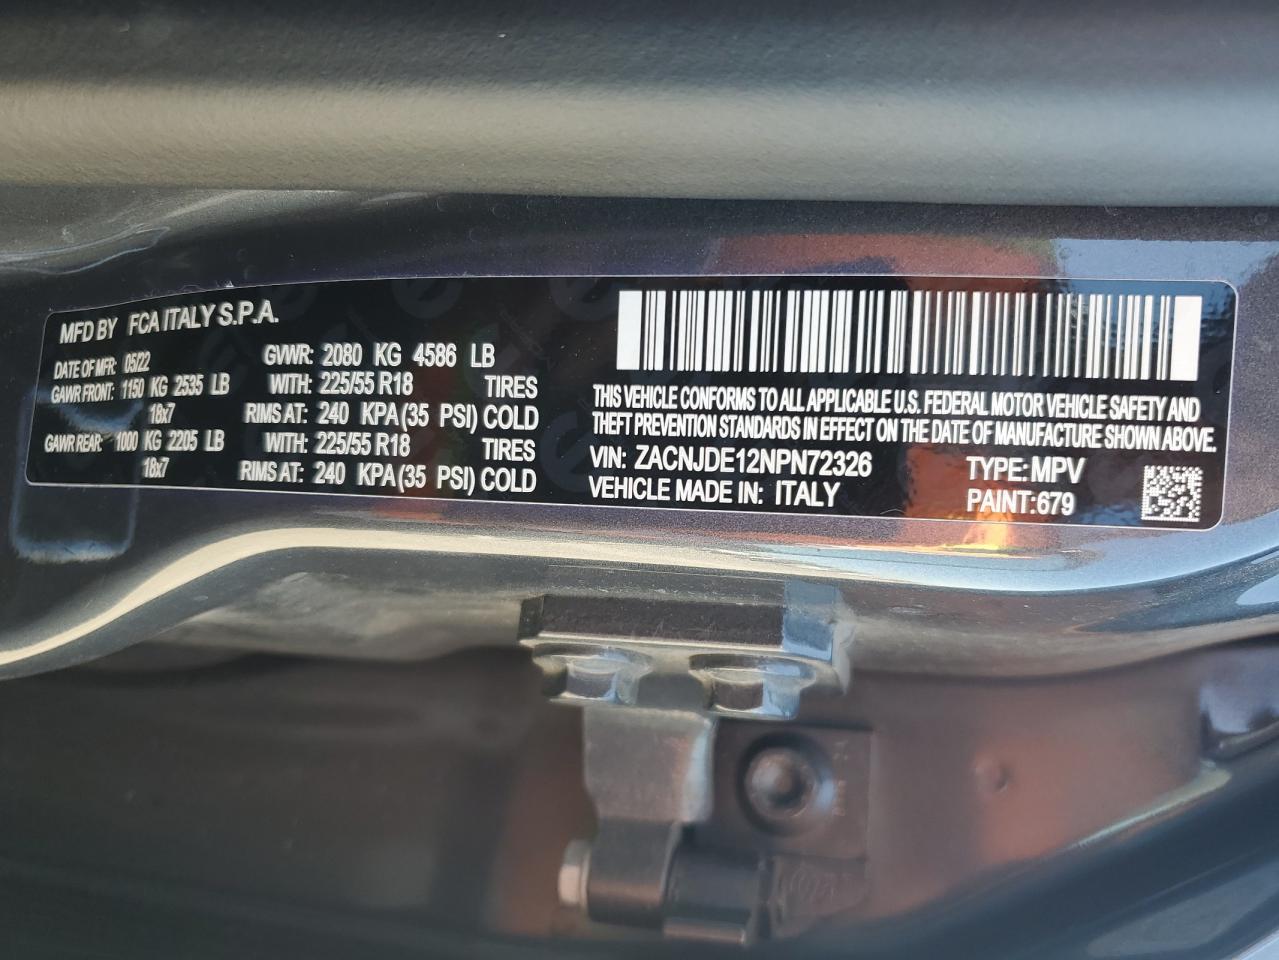 MFD BY FCA ITALY S.P.A.
DATE OF MFR: 05/22 GVWR: 2080 KG 4586 LB
GAWR FRONT: 1150 KG 2535 LB WITH: 225/55 R18 TIRES
18x7 RIMS AT: 240 KPA(35 PSI) COLD
GAWR REAR: 1000 KG 2205 LB WITH: 225/55 R18 TIRES
18x7 RIMS AT: 240 KPA(35 PSI) COLD
THIS VEHICLE CONFORMS TO ALL APPLICABLE U.S. FEDERAL MOTOR VEHICLE SAFETY AND
THEFT PREVENTION STANDARDS IN EFFECT ON THE DATE OF MANUFACTURE SHOWN ABOVE.
VIN: ZACNJDE12NPN72326 TYPE: MPV
VEHICLE MADE IN: ITALY PAINT:679